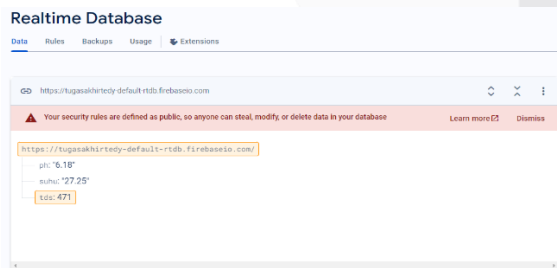 Realtime Database
Data Rules Backups Usage Extensions
https://tugasakhirtedy-default-rtdb.firebaseio.com
Your security rules are defined as public, so anyone can steal, modify, or delete data in your database Learn more Dismiss
https://tugasakhirtedy-default-rtdb.firebaseio.com/
ph: "6.18"
suhu: "27.25"
tds: 471